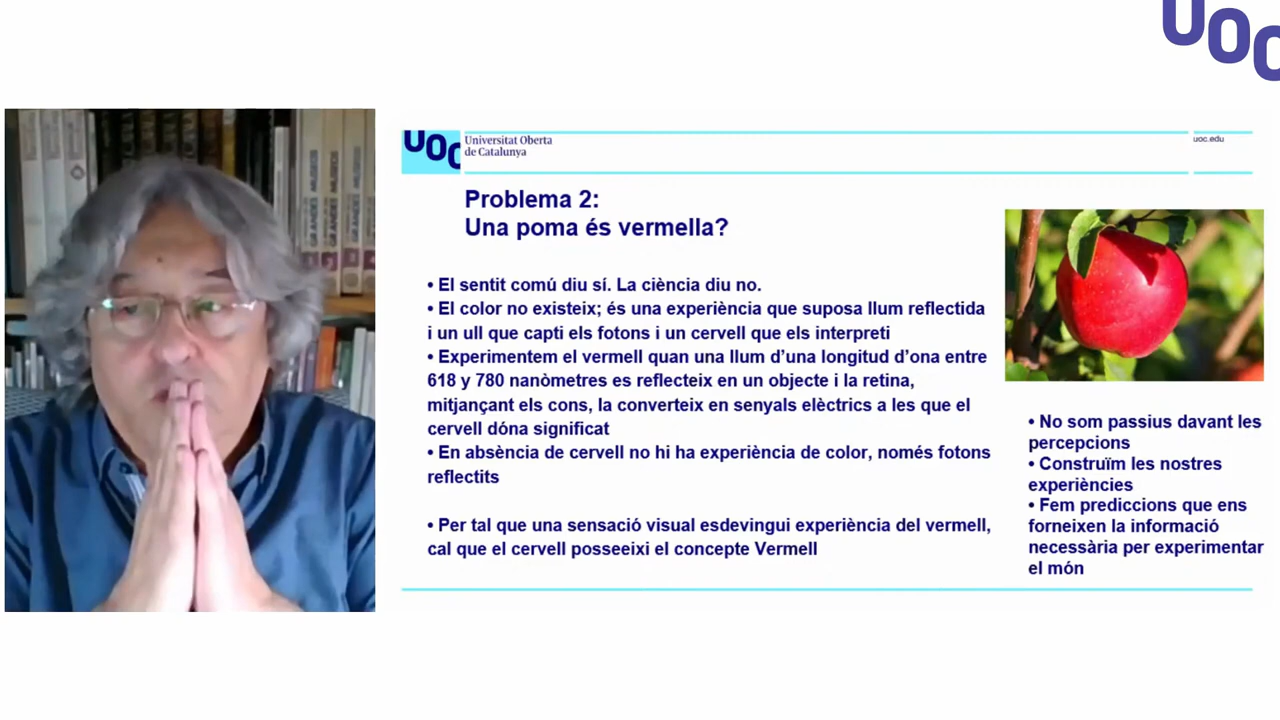 UOC
UOC
Universitat Oberta
de Catalunya
uoc.edu
Problema 2:
Una poma és vermella?
• El sentit comú diu sí. La ciència diu no.
• El color no existeix; és una experiència que suposa llum reflectida
i un ull que capti els fotons i un cervell que els interpreti
• Experimentem el vermell quan una llum d’una longitud d’ona entre
618 y 780 nanòmetres es reflecteix en un objecte i la retina,
mitjançant els cons, la converteix en senyals elèctrics a les que el
cervell dóna significat
• En absència de cervell no hi ha experiència de color, només fotons
reflectits
• Per tal que una sensació visual esdevingui experiència del vermell,
cal que el cervell posseeixi el concepte Vermell
• No som passius davant les
percepcions
• Construïm les nostres
experiències
• Fem prediccions que ens
forneixen la informació
necessària per experimentar
el món
GRANDES MUSEOS
GRANDES MUSEOS